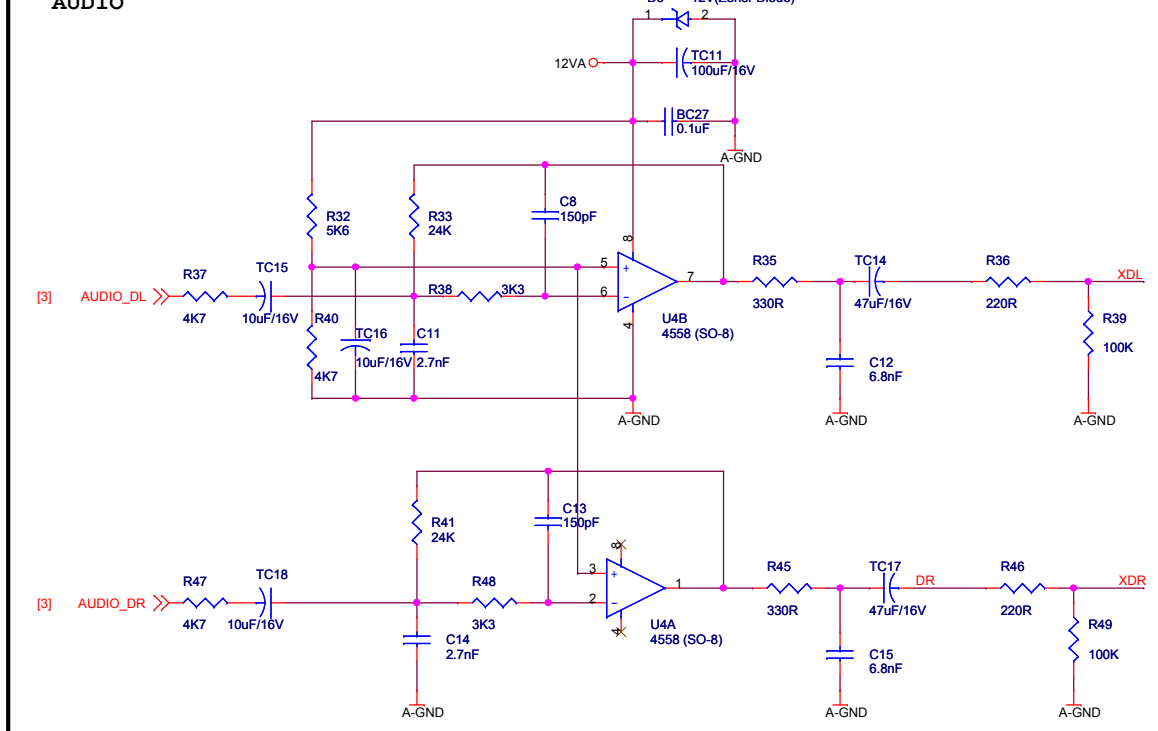 AUDIO
1
2
12VA
TC11
100uF/16V
BC27
0.1uF
A-GND
R32
5K6
R33
24K
C8
150pF
8
5
+
6
-
7
4
U4B
4558 (SO-8)
[3]
AUDIO_DL
R37
4K7
TC15
10uF/16V
R38
3K3
R40
4K7
TC16
10uF/16V
C11
2.7nF
A-GND
R35
330R
TC14
47uF/16V
C12
6.8nF
A-GND
R36
220R
XDL
R39
100K
A-GND
R41
24K
C13
150pF
8
3
+
2
-
1
4
U4A
4558 (SO-8)
[3]
AUDIO_DR
R47
4K7
TC18
10uF/16V
R48
3K3
C14
2.7nF
A-GND
R45
330R
TC17
47uF/16V
DR
C15
6.8nF
A-GND
R46
220R
XDR
R49
100K
A-GND